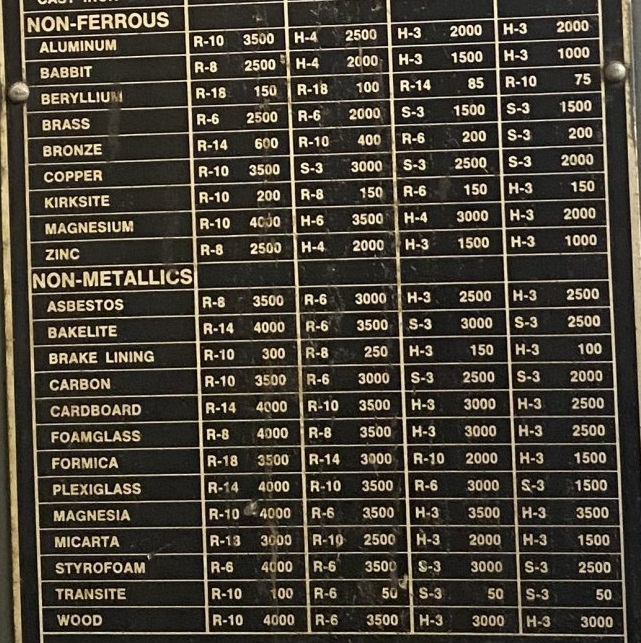 NON-FERROUS
ALUMINUM R-10 3500 H-4 2500 H-3 2000 H-3 2000
BABBIT R-8 2500 H-4 2000 H-3 1500 H-3 1000
BERYLLIUM R-18 150 R-18 100 R-14 85 R-10 75
BRASS R-6 2500 R-6 2000 S-3 1500 S-3 1500
BRONZE R-14 600 R-10 400 R-6 200 S-3 200
COPPER R-10 3500 S-3 3000 S-3 2500 S-3 2000
KIRKSITE R-10 200 R-8 150 R-6 150 H-3 150
MAGNESIUM R-10 4000 H-6 3500 H-4 3000 H-3 2000
ZINC R-8 2500 H-4 2000 H-3 1500 H-3 1000
NON-METALLICS
ASBESTOS R-8 3500 R-6 3000 H-3 2500 H-3 2500
BAKELITE R-14 4000 R-6 3500 S-3 3000 S-3 2500
BRAKE LINING R-10 300 R-8 250 H-3 150 H-3 100
CARBON R-10 3500 R-6 3000 S-3 2500 S-3 2000
CARDBOARD R-14 4000 R-10 3500 H-3 3000 H-3 2500
FOAMGLASS R-8 4000 R-8 3500 H-3 3000 H-3 2500
FORMICA R-18 3500 R-14 3000 R-10 2000 H-3 1500
PLEXIGLASS R-14 4000 R-10 3500 R-6 3000 S-3 1500
MAGNESIA R-10 4000 R-6 3500 H-3 3500 H-3 3500
MICARTA R-13 3000 R-10 2500 H-3 2000 H-3 1500
STYROFOAM R-6 4000 R-6 3500 S-3 3000 S-3 2500
TRANSITE R-10 100 R-6 50 S-3 50 S-3 50
WOOD R-10 4000 R-6 3500 H-3 3000 H-3 3000